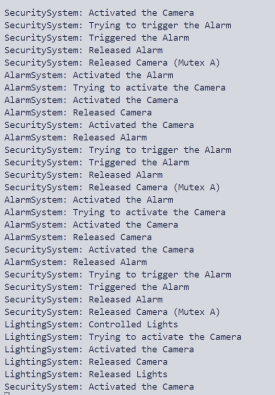 SecuritySystem: Activated the Camera
SecuritySystem: Trying to trigger the Alarm
SecuritySystem: Triggered the Alarm
SecuritySystem: Released Alarm
SecuritySystem: Released Camera (Mutex A)
AlarmSystem: Activated the Alarm
AlarmSystem: Trying to activate the Camera
AlarmSystem: Activated the Camera
AlarmSystem: Released Camera
SecuritySystem: Activated the Camera
AlarmSystem: Released Alarm
SecuritySystem: Trying to trigger the Alarm
SecuritySystem: Triggered the Alarm
SecuritySystem: Released Alarm
SecuritySystem: Released Camera (Mutex A)
AlarmSystem: Activated the Alarm
AlarmSystem: Trying to activate the Camera
AlarmSystem: Activated the Camera
AlarmSystem: Released Camera
SecuritySystem: Activated the Camera
AlarmSystem: Released Alarm
SecuritySystem: Trying to trigger the Alarm
SecuritySystem: Triggered the Alarm
SecuritySystem: Released Alarm
SecuritySystem: Released Camera (Mutex A)
LightingSystem: Controlled Lights
LightingSystem: Trying to activate the Camera
LightingSystem: Activated the Camera
LightingSystem: Released Camera
LightingSystem: Released Lights
SecuritySystem: Activated the Camera